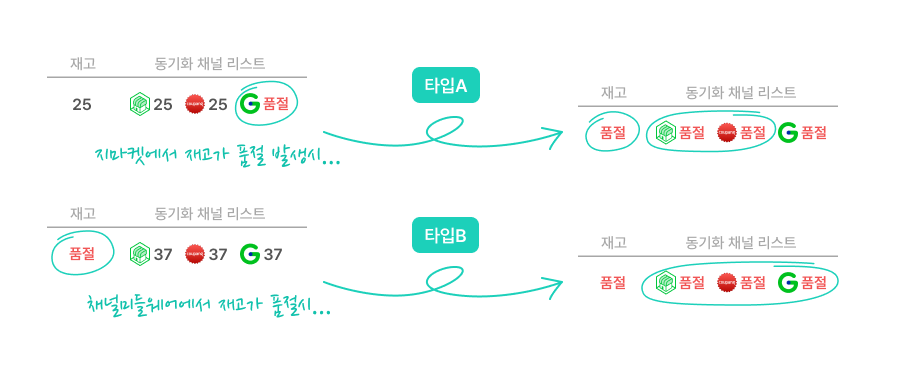 재고 동기화 채널 리스트
25 25 25 품절
지마켓에서 재고가 품절 발생시...
타입A
재고 동기화 채널 리스트
품절 품절 품절 품절
재고 동기화 채널 리스트
품절 37 37 37
채널미들웨어에서 재고가 품절시...
타입B
재고 동기화 채널 리스트
품절 품절 품절 품절